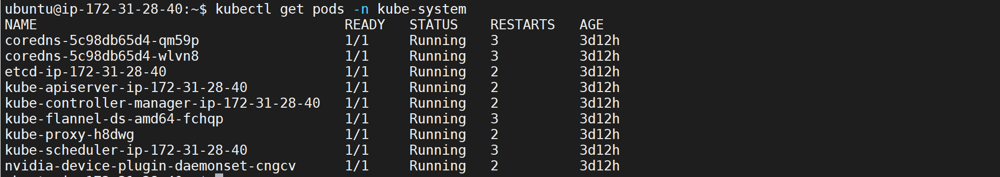 ubuntu@ip-172-31-28-40:~$ kubectl get pods -n kube-system
NAME READY STATUS RESTARTS AGE
coredns-5c98db65d4-qm59p 1/1 Running 3 3d12h
coredns-5c98db65d4-wlvn8 1/1 Running 3 3d12h
etcd-ip-172-31-28-40 1/1 Running 2 3d12h
kube-apiserver-ip-172-31-28-40 1/1 Running 2 3d12h
kube-controller-manager-ip-172-31-28-40 1/1 Running 2 3d12h
kube-flannel-ds-amd64-fchqp 1/1 Running 3 3d12h
kube-proxy-h8dwg 1/1 Running 2 3d12h
kube-scheduler-ip-172-31-28-40 1/1 Running 3 3d12h
nvidia-device-plugin-daemonset-cngcv 1/1 Running 2 3d12h